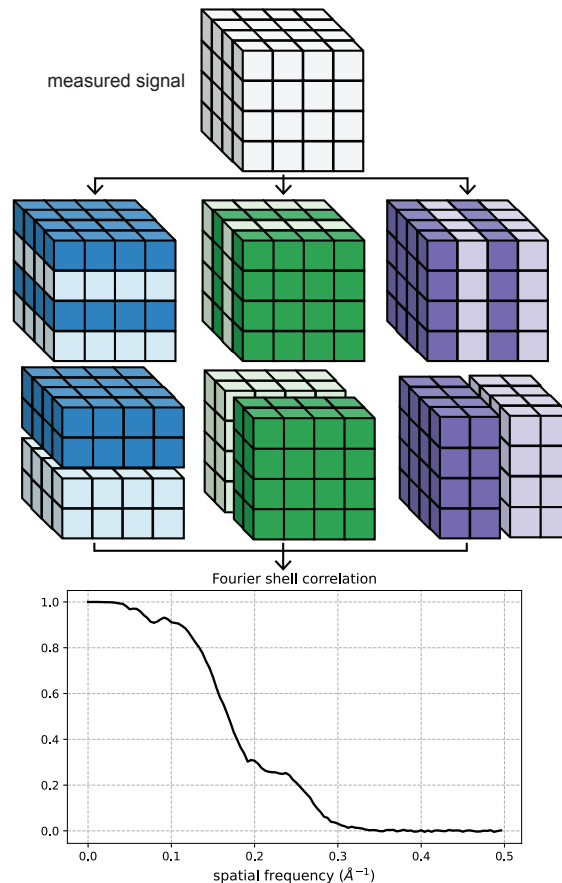 measured signal
Fourier shell correlation
1.0
0.8
0.6
0.4
0.2
0.0
0.0 0.1 0.2 0.3 0.4 0.5
spatial frequency (Å⁻¹)